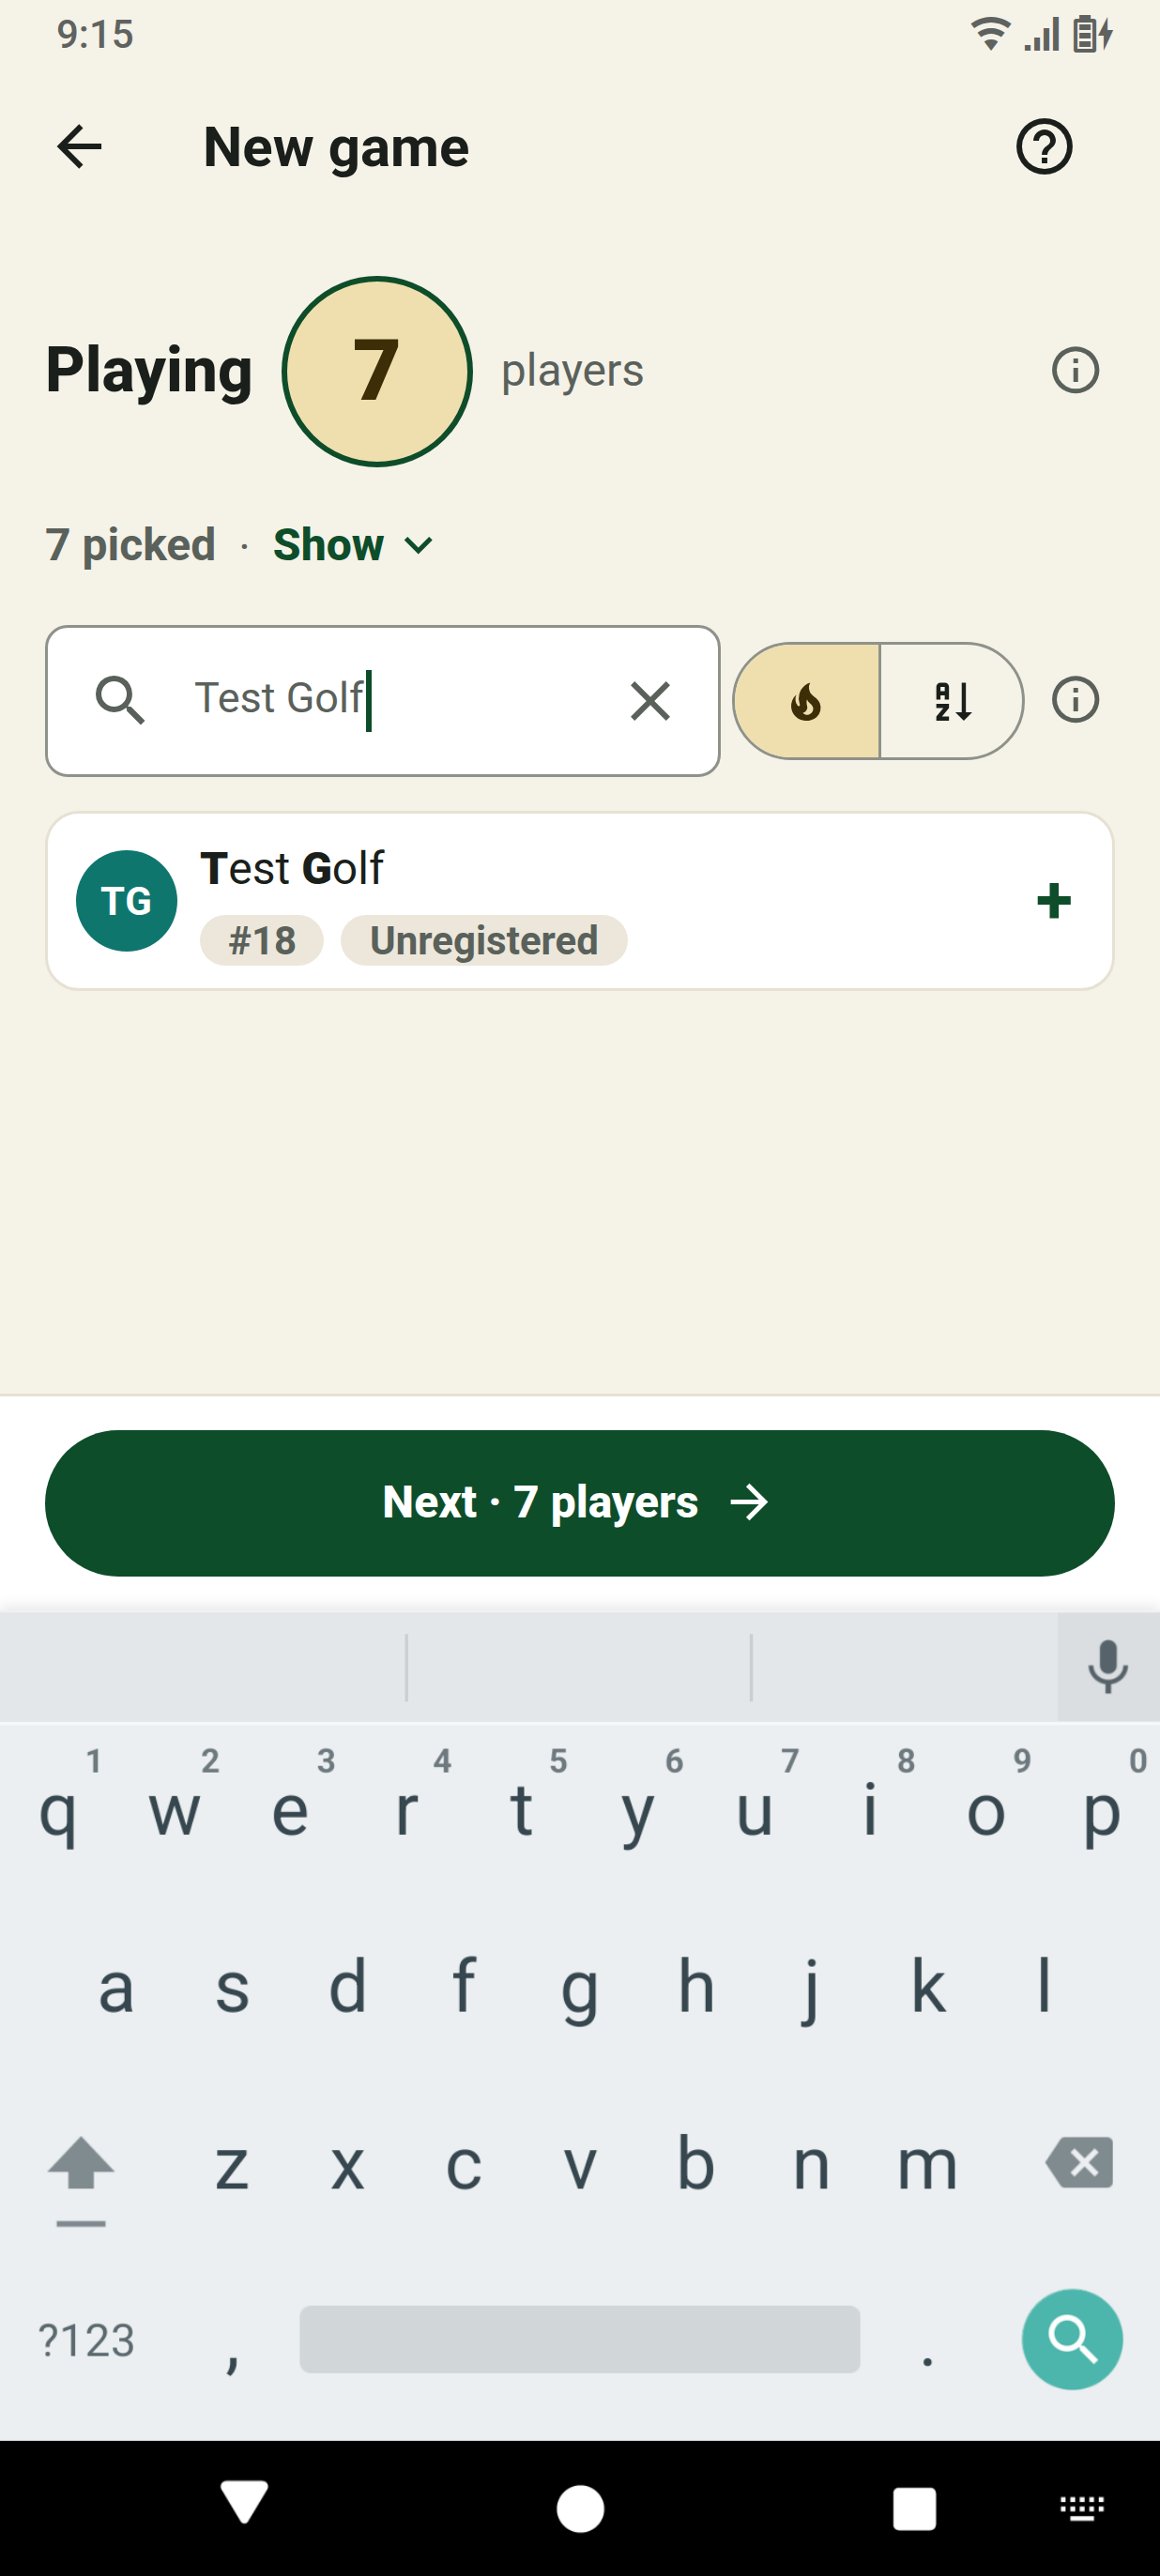 9:15
New game
Playing 7 players
7 picked · Show
Test Golf
A
Z
TG
Test Golf
#18 Unregistered
+
Next · 7 players
1 2 3 4 5 6 7 8 9 0
q w e r t y u i o p
a s d f g h j k l
z x c v b n m
?123 , .